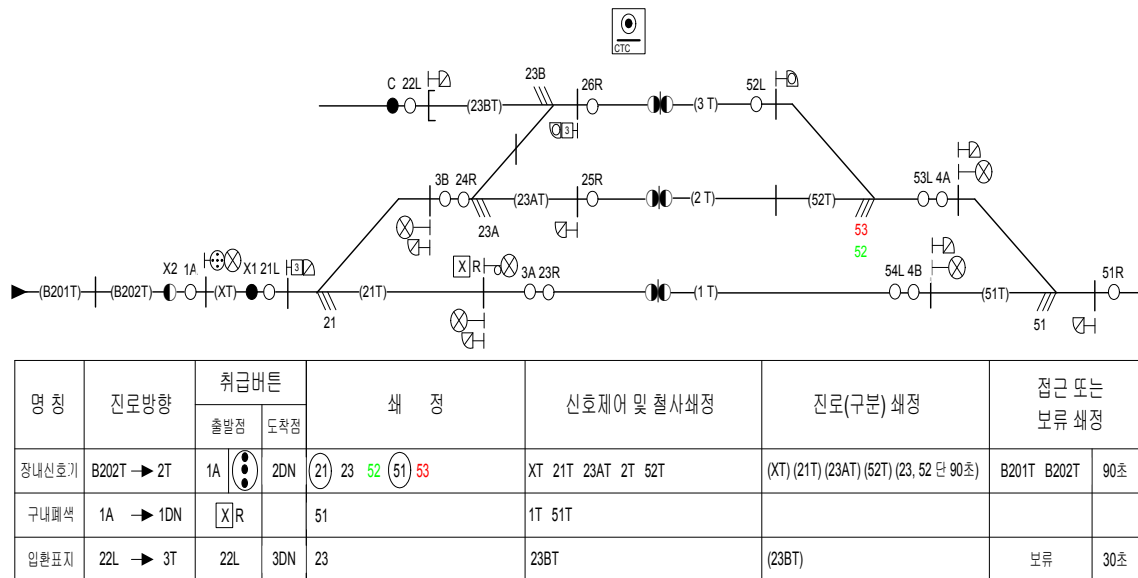 CTC
C 22L 23B 26R 52L
(23BT) (3 T)
3
3B 24R 25R 53L 4A
(23AT) (2 T) (52T)
23A 53
52
X2 1A X1 21L 3 X R 3A 23R 54L 4B 51R
(B201T) (B202T) (XT) (21T) (1 T) (51T)
21 51
명 칭 진로방향 취급버튼 쇄 정 신호제어 및 철사쇄정 진로(구분) 쇄정 접근 또는
보류 쇄정
출발점 도착점
장내신호기 B202T → 2T 1A 2DN 21 23 52 51 53 XT 21T 23AT 2T 52T (XT) (21T) (23AT) (52T) (23, 52 단 90초) B201T B202T 90초
구내폐색 1A → 1DN X R 51 1T 51T
입환표지 22L → 3T 22L 3DN 23 23BT (23BT) 보류 30초